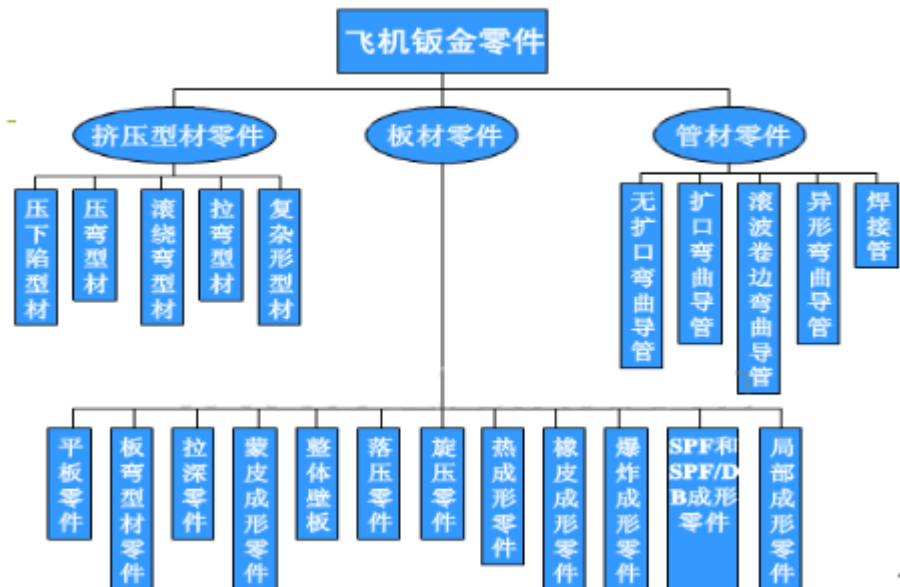 飞机钣金零件
挤压型材零件
板材零件
管材零件
压下陷型材
压弯型材
滚绕弯型材
拉弯型材
复杂形型材
无扩口弯曲导管
扩口弯曲导管
滚波卷边弯曲导管
异形弯曲导管
焊接管
平板零件
板弯型材零件
拉深零件
蒙皮成形零件
整体壁板
落压零件
旋压零件
热成形零件
橡皮成形零件
爆炸成形零件
SPF和
SPF/D
B成形
零件
局部成形零件